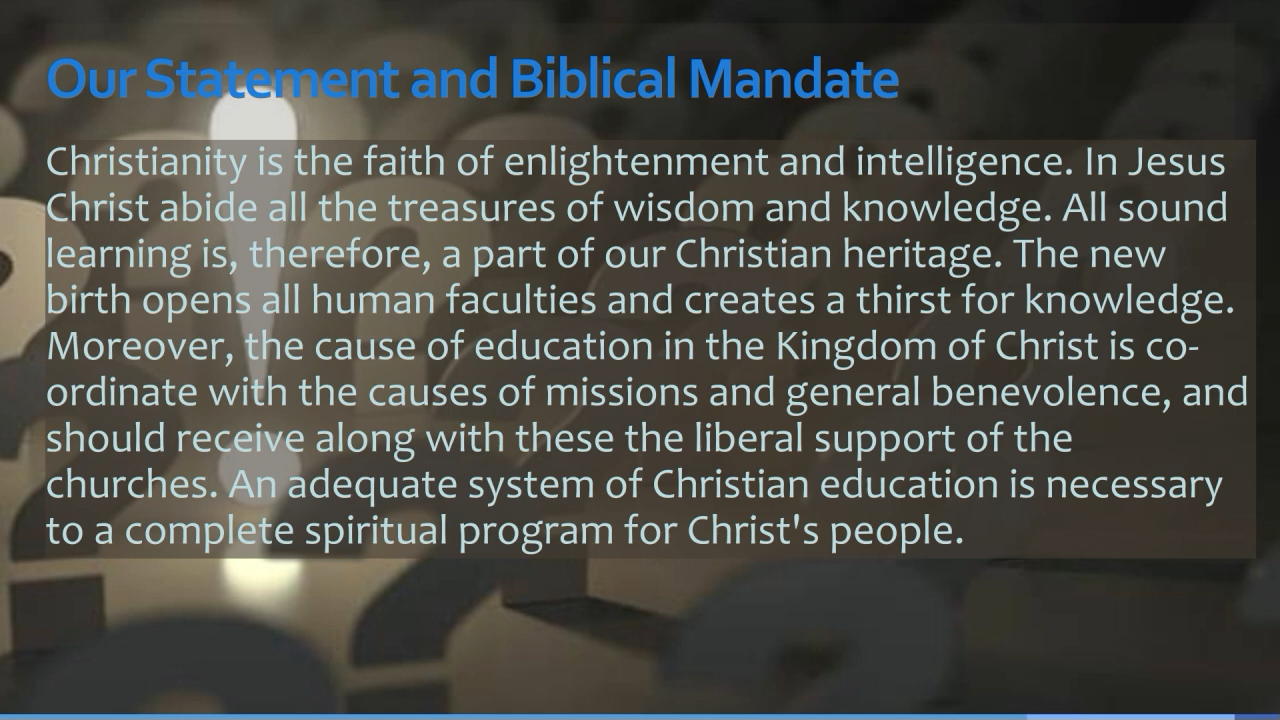 Our Statement and Biblical Mandate
Christianity is the faith of enlightenment and intelligence. In Jesus
Christ abide all the treasures of wisdom and knowledge. All sound
learning is, therefore, a part of our Christian heritage. The new
birth opens all human faculties and creates a thirst for knowledge.
Moreover, the cause of education in the Kingdom of Christ is co-
ordinate with the causes of missions and general benevolence, and
should receive along with these the liberal support of the
churches. An adequate system of Christian education is necessary
to a complete spiritual program for Christ's people.